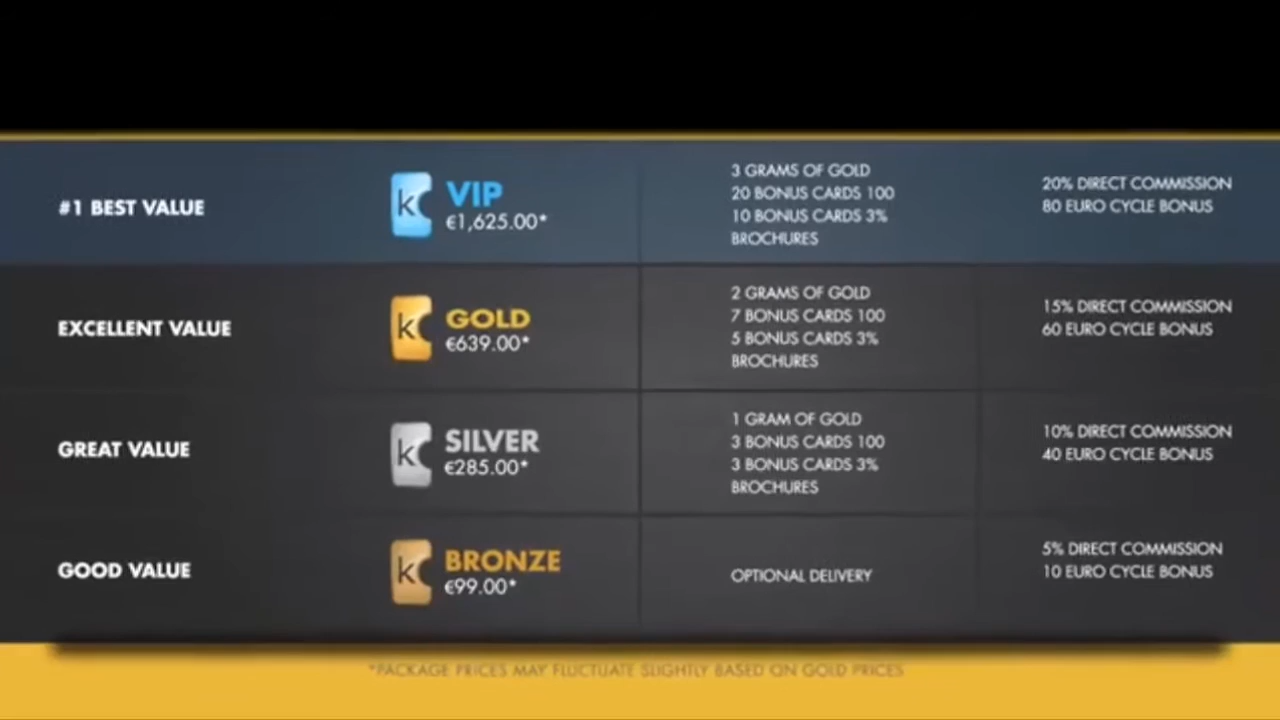 #1 BEST VALUE
k VIP
€1,625.00*
3 GRAMS OF GOLD
20 BONUS CARDS 100
10 BONUS CARDS 3%
BROCHURES
20% DIRECT COMMISSION
80 EURO CYCLE BONUS
EXCELLENT VALUE
k GOLD
€639.00*
2 GRAMS OF GOLD
7 BONUS CARDS 100
5 BONUS CARDS 3%
BROCHURES
15% DIRECT COMMISSION
60 EURO CYCLE BONUS
GREAT VALUE
k SILVER
€285.00*
1 GRAM OF GOLD
3 BONUS CARDS 100
3 BONUS CARDS 3%
BROCHURES
10% DIRECT COMMISSION
40 EURO CYCLE BONUS
GOOD VALUE
k BRONZE
€99.00*
OPTIONAL DELIVERY
5% DIRECT COMMISSION
10 EURO CYCLE BONUS
*PACKAGE PRICES MAY FLUCTUATE SLIGHTLY BASED ON GOLD PRICES